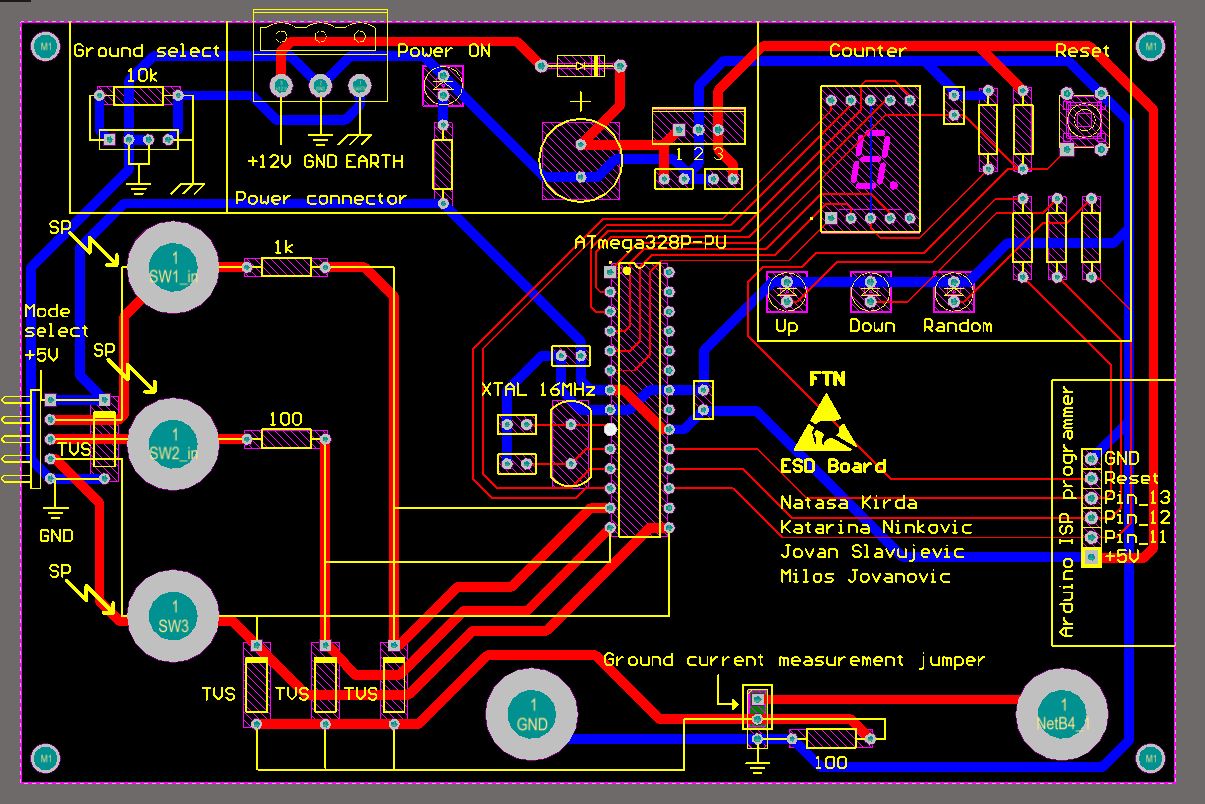 M1
M1
Ground select
10k
Power ON
Counter
Reset
+12V GND EARTH
Power connector
1 2 3
ATmega328P-PU
SP
1
SW1_in
1k
Up
Down
Random
Mode
select
+5V
SP
XTAL 16MHz
FTN
ESD Board
Natasa Kirda
Katarina Ninkovic
Jovan Slavujevic
Milos Jovanovic
TVS
1
SW2_in
100
GND
Arduino ISP programmer
GND
Reset
Pin_13
Pin_12
Pin_11
+5V
SP
1
SW3
TVS
TVS
TVS
Ground current measurement jumper
1
GND
1
NetB4_1
100
M1
M1